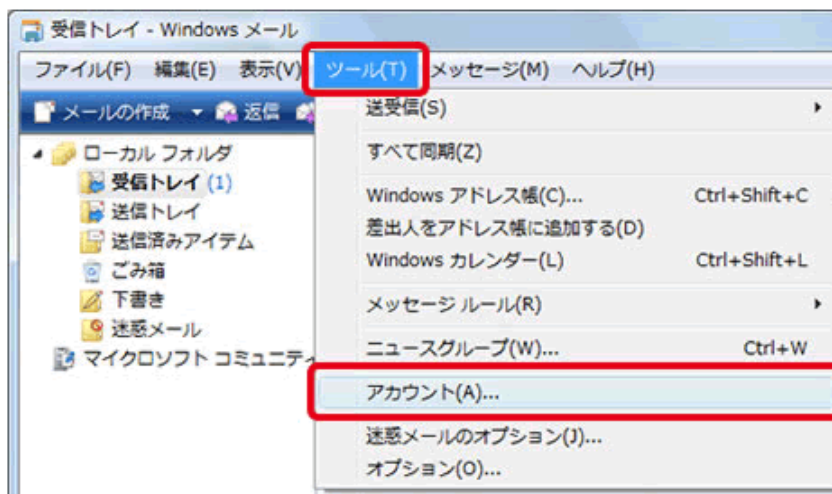 受信トレイ - Windows メール
ファイル(F) 編集(E) 表示(V) ツール(T) メッセージ(M) ヘルプ(H)
メールの作成 返信
ローカル フォルダ
受信トレイ (1)
送信トレイ
送信済みアイテム
ごみ箱
下書き
迷惑メール
マイクロソフト コミュニティ
送受信(S)
すべて同期(Z)
Windows アドレス帳(C)... Ctrl+Shift+C
差出人をアドレス帳に追加する(D)
Windows カレンダー(L) Ctrl+Shift+L
メッセージ ルール(R)
ニュースグループ(W)... Ctrl+W
アカウント(A)...
迷惑メールのオプション(J)...
オプション(O)...